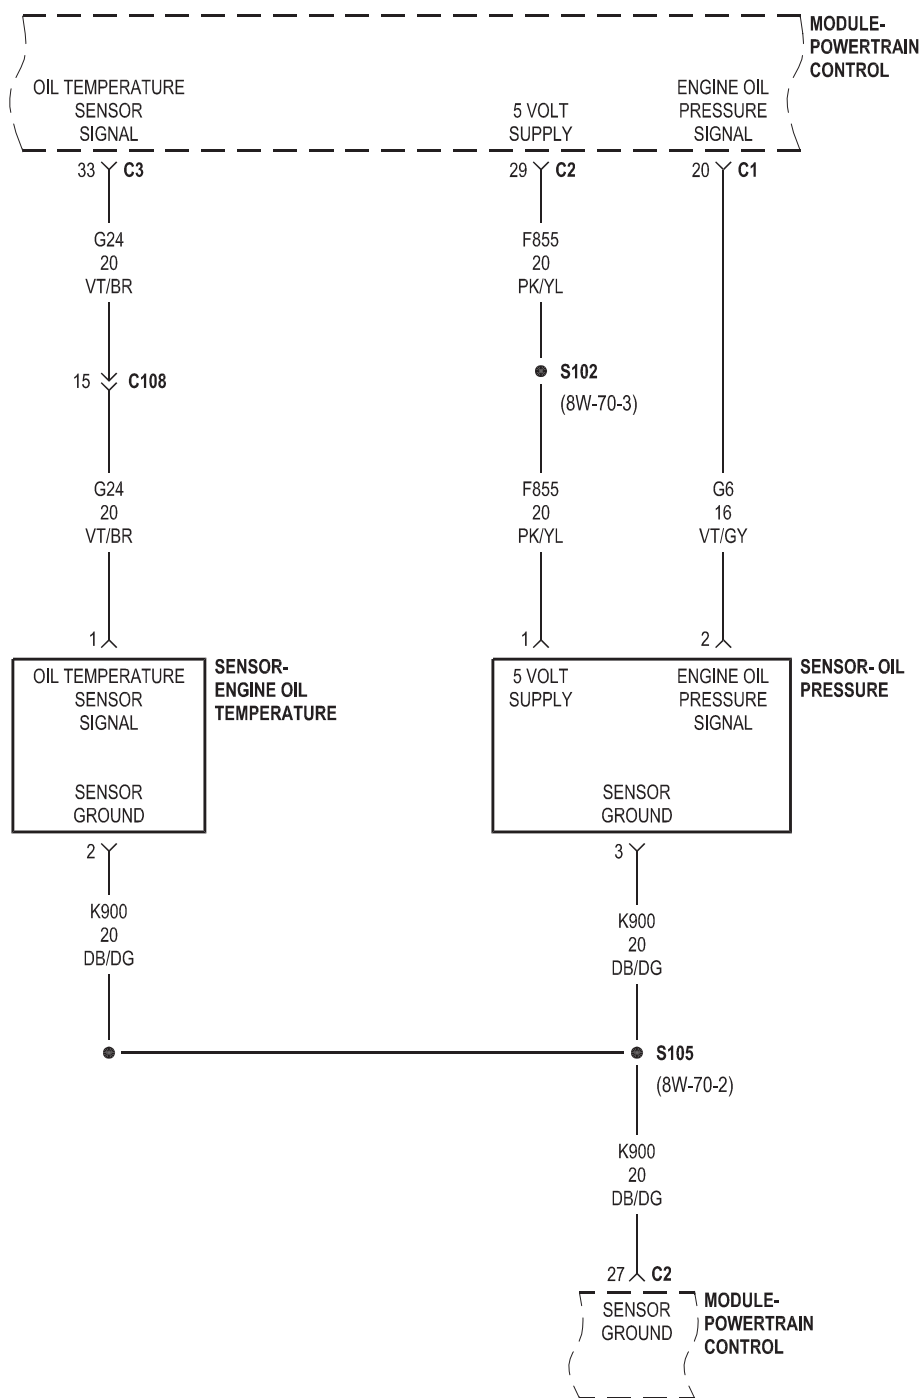 MODULE-
POWERTRAIN
CONTROL
OIL TEMPERATURE
SENSOR
SIGNAL
5 VOLT
SUPPLY
ENGINE OIL
PRESSURE
SIGNAL
33 C3
29 C2
20 C1
G24
20
VT/BR
F855
20
PK/YL
15 C108
S102
(8W-70-3)
G24
20
VT/BR
F855
20
PK/YL
G6
16
VT/GY
1
1
2
OIL TEMPERATURE
SENSOR
SIGNAL
SENSOR
GROUND
SENSOR-
ENGINE OIL
TEMPERATURE
5 VOLT
SUPPLY
ENGINE OIL
PRESSURE
SIGNAL
SENSOR
GROUND
SENSOR- OIL
PRESSURE
2
3
K900
20
DB/DG
K900
20
DB/DG
S105
(8W-70-2)
K900
20
DB/DG
27 C2
SENSOR
GROUND
MODULE-
POWERTRAIN
CONTROL